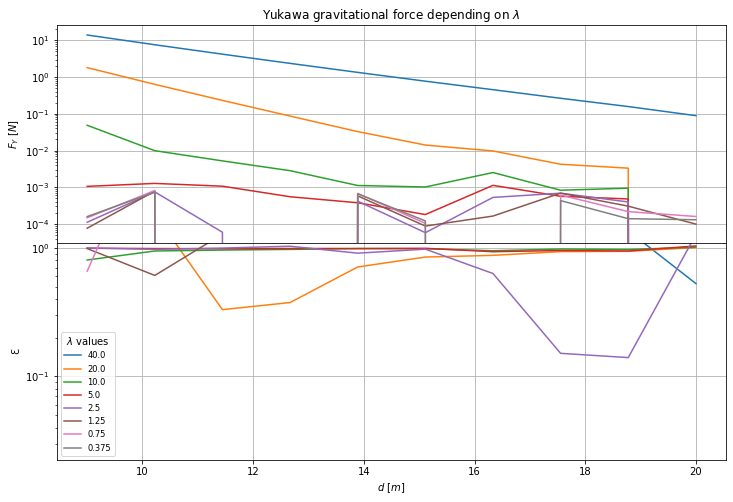 Yukawa gravitational force depending on λ
10¹
10⁰
10⁻¹
10⁻²
10⁻³
10⁻⁴
F_Y [N]
10⁰
10⁻¹
ε
λ values
40.0
20.0
10.0
5.0
2.5
1.25
0.75
0.375
10 12 14 16 18 20
d [m]